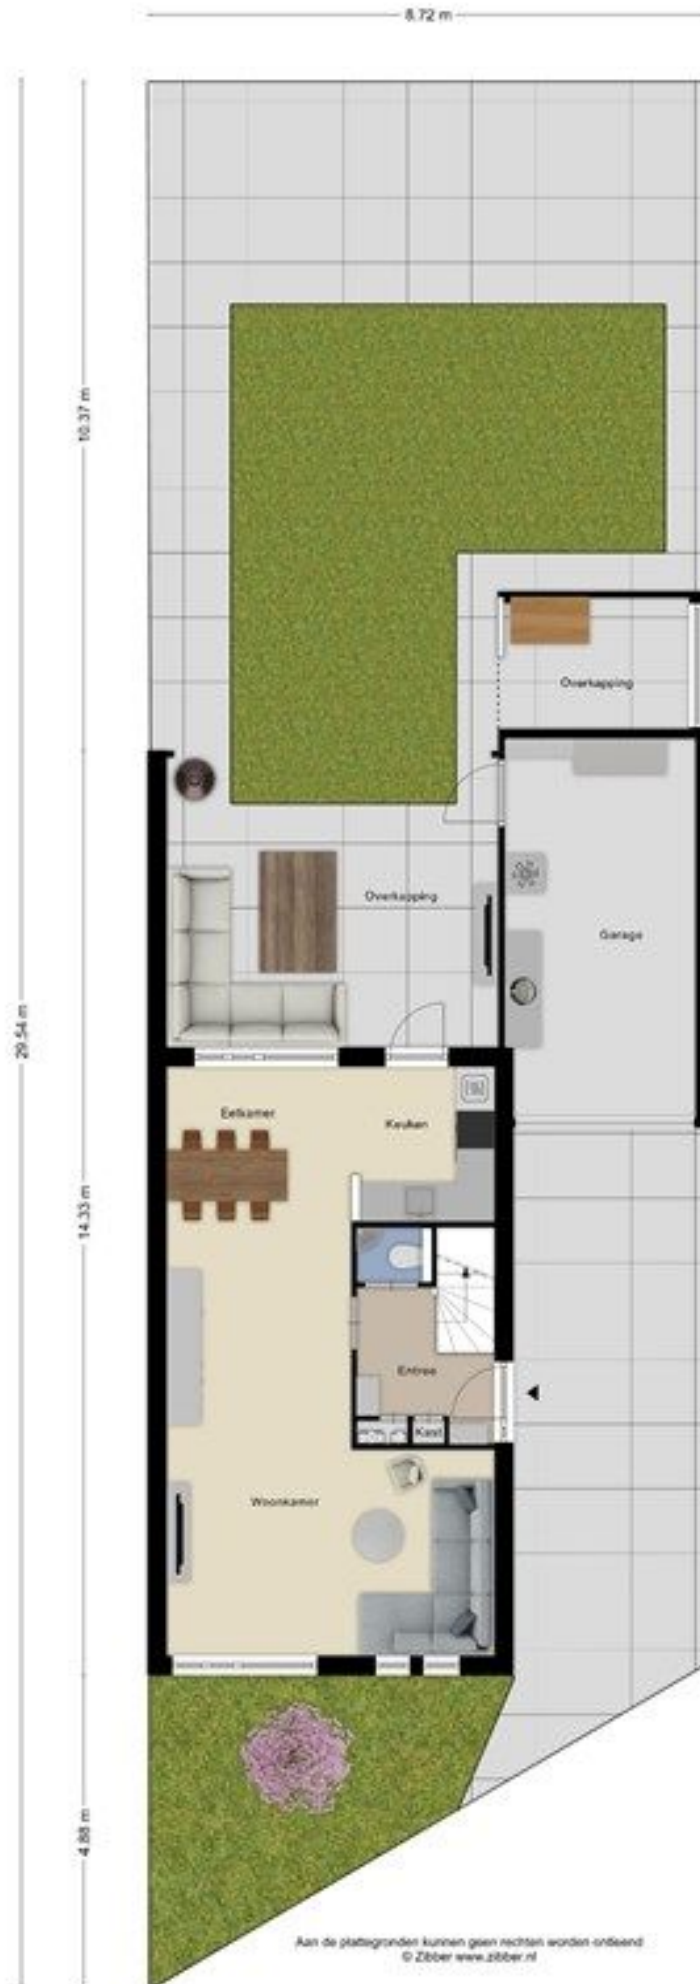 8.72 m
10.37 m
Overkapping
Overkapping
Garage
29.54 m
Eetkamer
Keuken
14.33 m
Entree
Kast
Woonkamer
4.88 m
Aan de plattegronden kunnen geen rechten worden ontleend
© Zibber www.zibber.nl